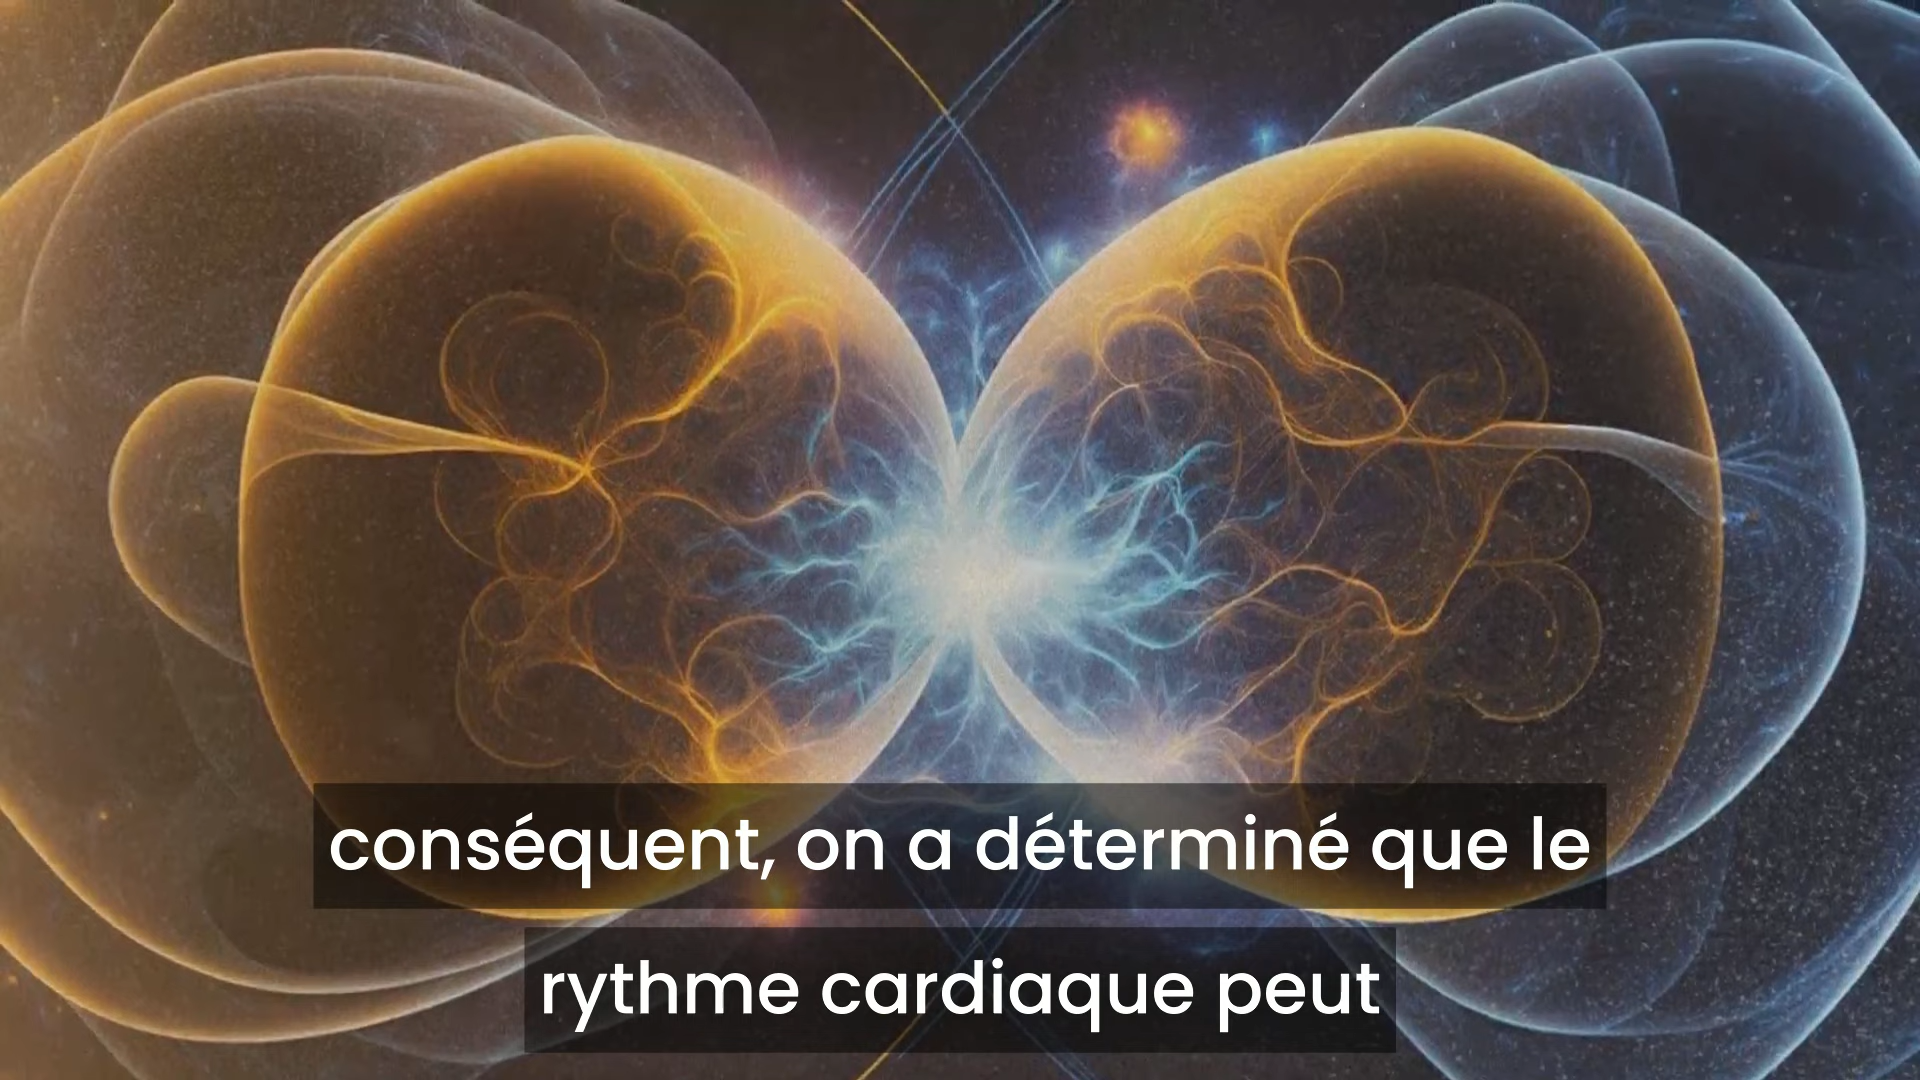 conséquent, on a déterminé que le
rythme cardiaque peut